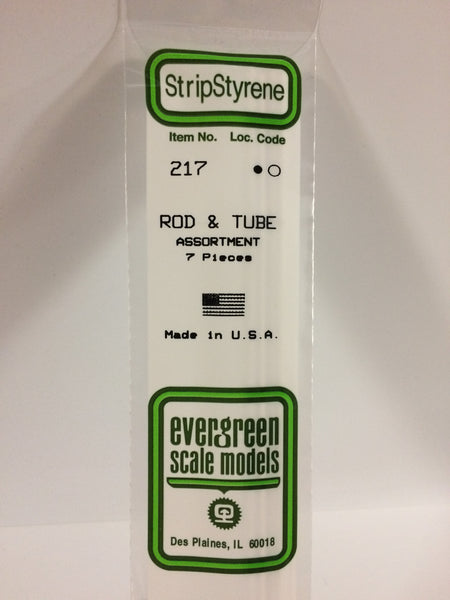 StripStyrene
Item No. Loc. Code
217 ●○
ROD & TUBE
ASSORTMENT
7 Pieces
Made in U.S.A.
evergreen
scale models
Des Plaines, IL 60018